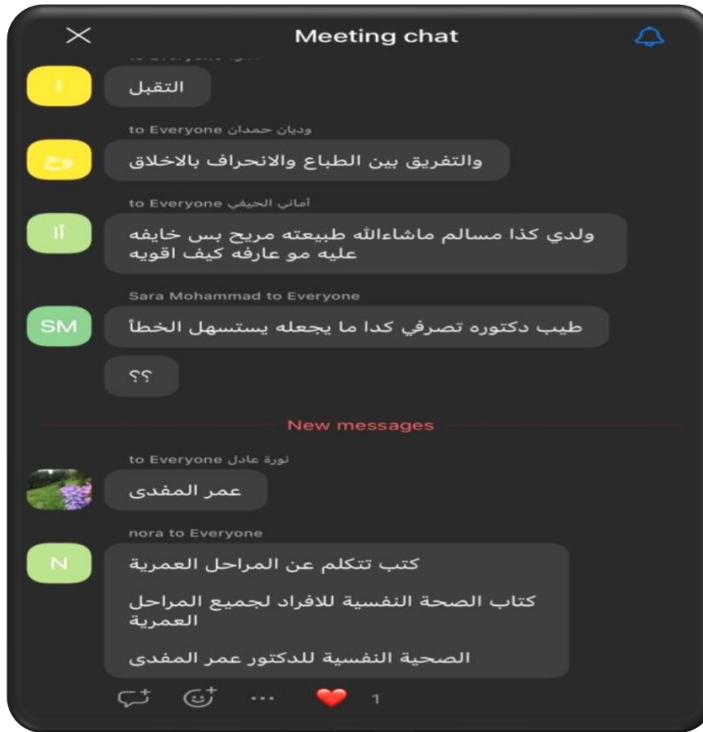 Meeting chat
to Everyone
ا
التقبل
وديان حمدان to Everyone
وح
والتفريق بين الطباع والانحراف بالاخلاق
أماني الحيفي to Everyone
أا
ولدي كذا مسالم ماشاءالله طبيعته مريح بس خايفه
عليه مو عارفه كيف اقويه
Sara Mohammad to Everyone
SM
طيب دكتوره تصرفي كدا ما يجعله يستسهل الخطأ
؟؟
New messages
نورة عادل to Everyone
عمر المفدى
nora to Everyone
N
كتب تتكلم عن المراحل العمرية
كتاب الصحة النفسية للافراد لجميع المراحل
العمرية
الصحية النفسية للدكتور عمر المفدى
1